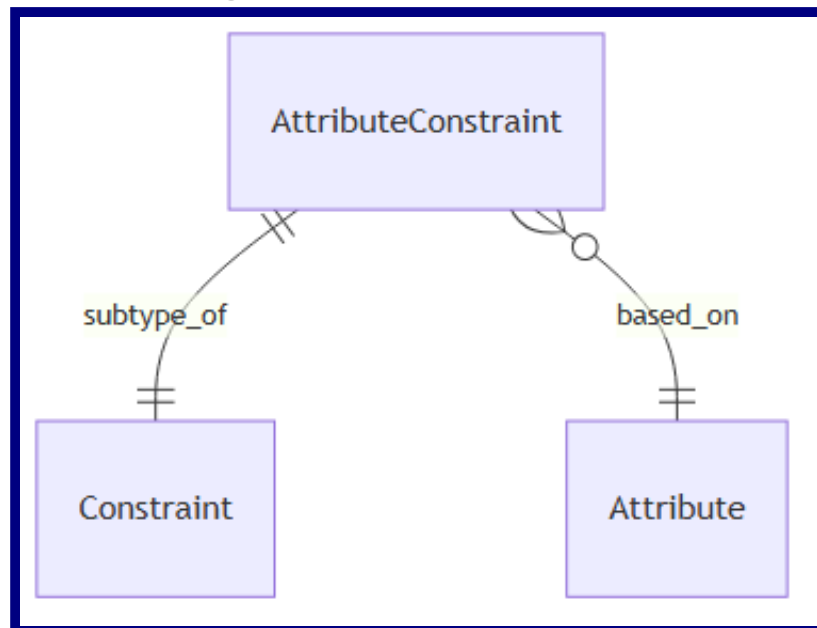 AttributeConstraint
subtype_of
based_on
Constraint
Attribute